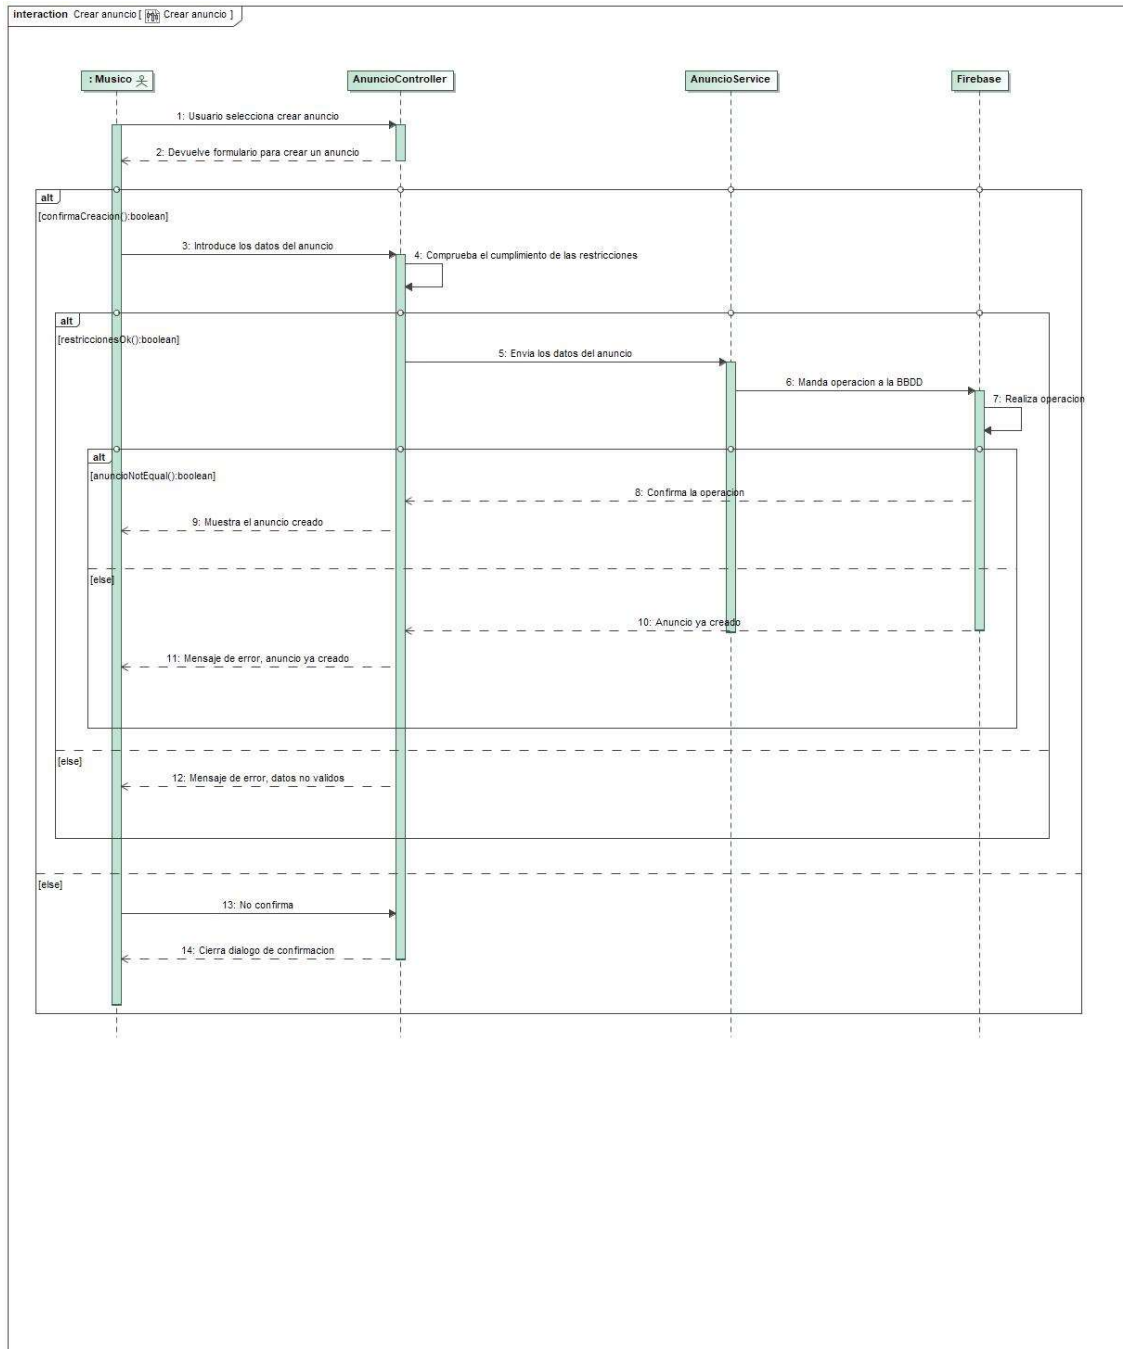 interaction Crear anuncio [ Crear anuncio ]
: Musico
AnuncioController
AnuncioService
Firebase
1: Usuario selecciona crear anuncio
2: Devuelve formulario para crear un anuncio
alt
[confirmaCreación():boolean]
3: Introduce los datos del anuncio
4: Comprueba el cumplimiento de las restricciones
alt
[restriccionesOk():boolean]
5: Envia los datos del anuncio
6: Manda operacion a la BBDD
7: Realiza operacion
alt
[anuncioNotEqual():boolean]
8: Confirma la operacion
9: Muestra el anuncio creado
[else]
10: Anuncio ya creado
11: Mensaje de error, anuncio ya creado
[else]
12: Mensaje de error, datos no validos
[else]
13: No confirma
14: Cierra dialogo de confirmacion